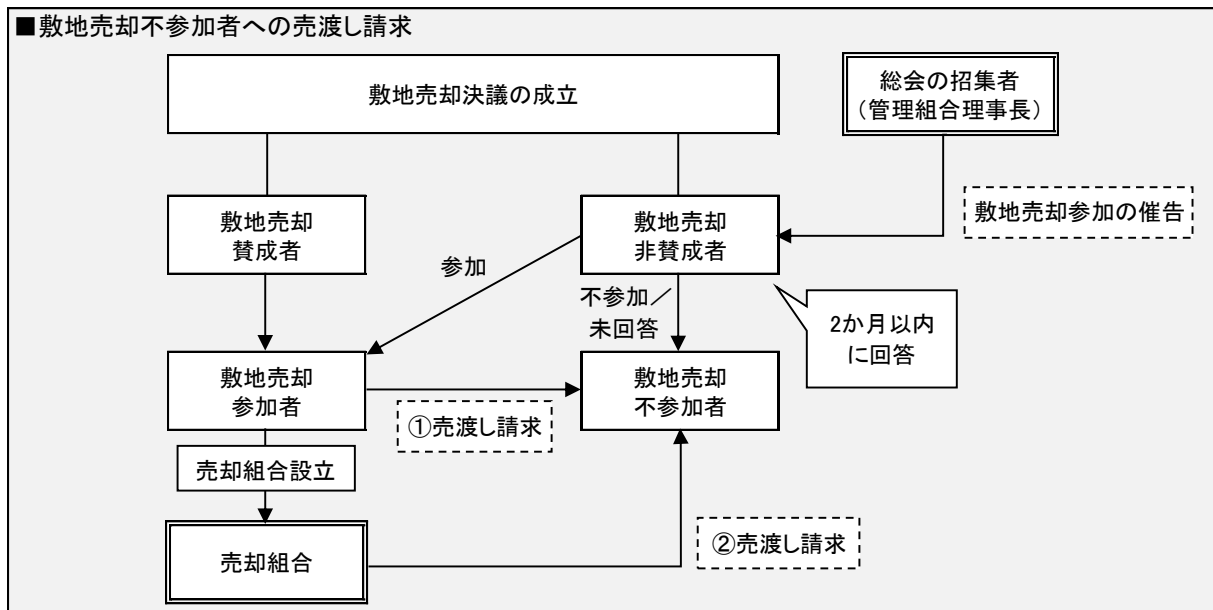 ■敷地売却不参加者への売渡し請求
敷地売却決議の成立
総会の招集者
（管理組合理事長）
敷地売却参加の催告
敷地売却
賛成者
敷地売却
非賛成者
参加
不参加／
未回答
2か月以内
に回答
敷地売却
参加者
敷地売却
不参加者
①売渡し請求
売却組合設立
売却組合
②売渡し請求